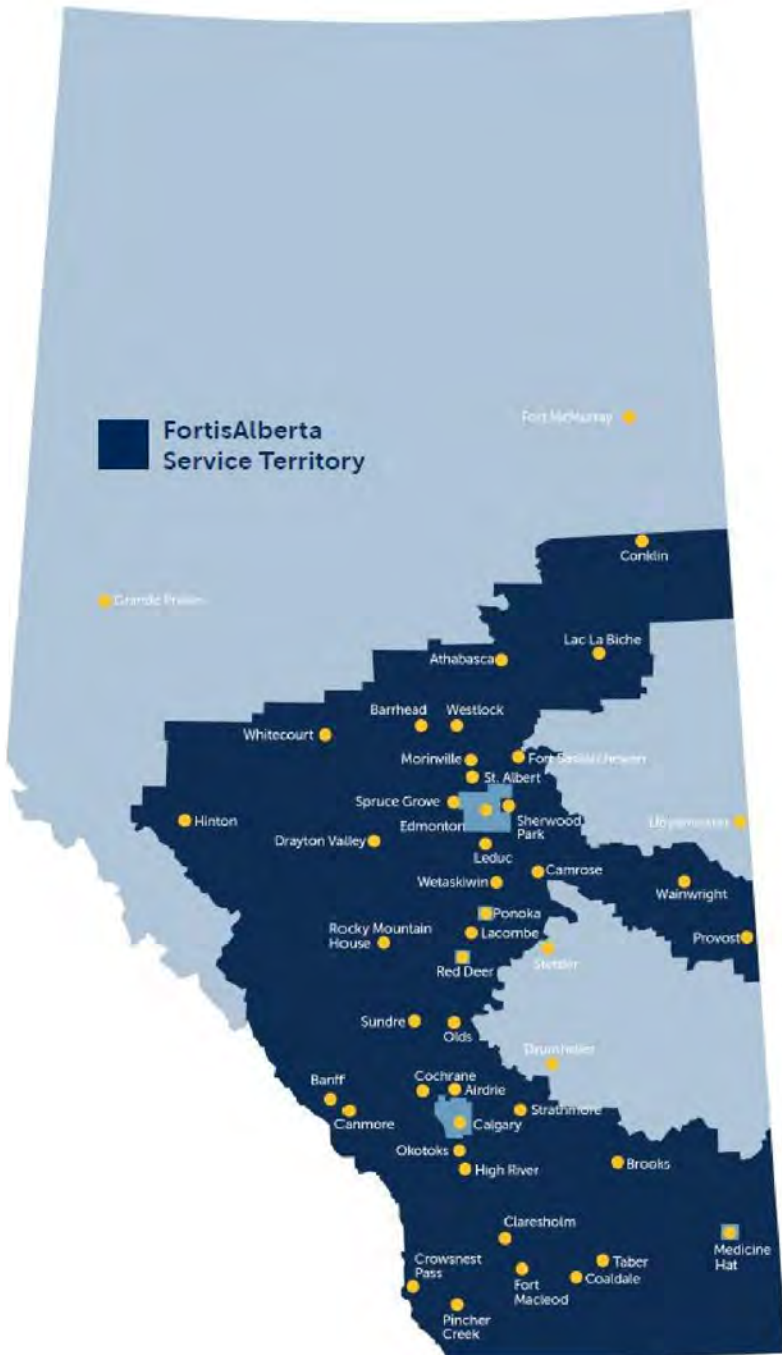 FortisAlberta
Service Territory
Fort McMurray
Conklin
Grande Prairie
Lac La Biche
Athabasca
Barrhead
Westlock
Whitecourt
Morinville
Fort Saskatchewan
St. Albert
Spruce Grove
Hinton
Edmonton
Sherwood
Park
Lloydminster
Drayton Valley
Leduc
Camrose
Wetaskiwin
Wainwright
Ponoka
Rocky Mountain
House
Lacombe
Provost
Red Deer
Stettler
Sundre
Olds
Drumheller
Cochrane
Airdrie
Banff
Canmore
Strathmore
Calgary
Okotoks
High River
Brooks
Claresholm
Medicine
Hat
Crowsnest
Pass
Taber
Coaldale
Fort
Macleod
Pincher
Creek